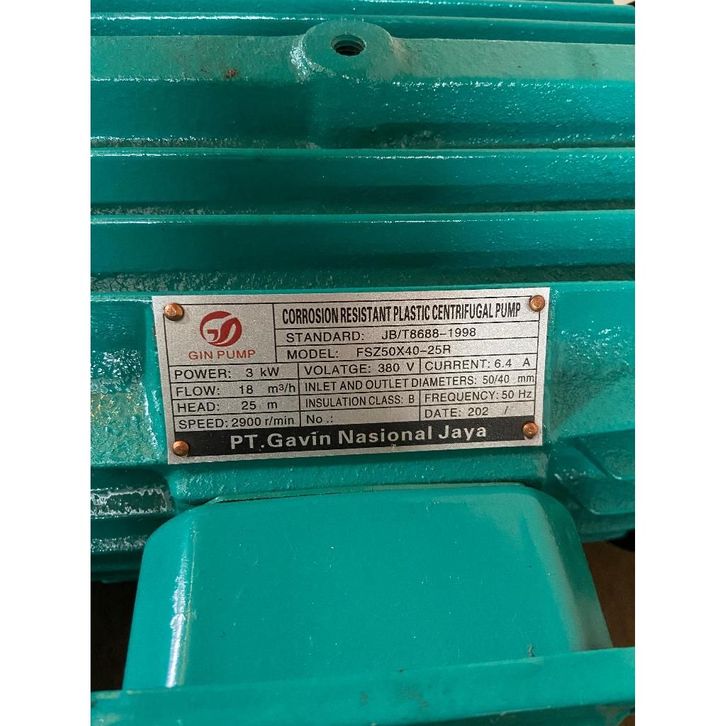 CORROSION RESISTANT PLASTIC CENTRIFUGAL PUMP
STANDARD: JB/T8688-1998
GIN PUMP
MODEL: FSZ50X40-25R
POWER: 3 kW VOLATGE: 380 V CURRENT: 6.4 A
FLOW: 18 m³/h INLET AND OUTLET DIAMETERS: 50/40 mm
HEAD: 25 m INSULATION CLASS: B FREQUENCY: 50 Hz
SPEED: 2900 r/min No.: DATE: 202 /
PT.Gavin Nasional Jaya